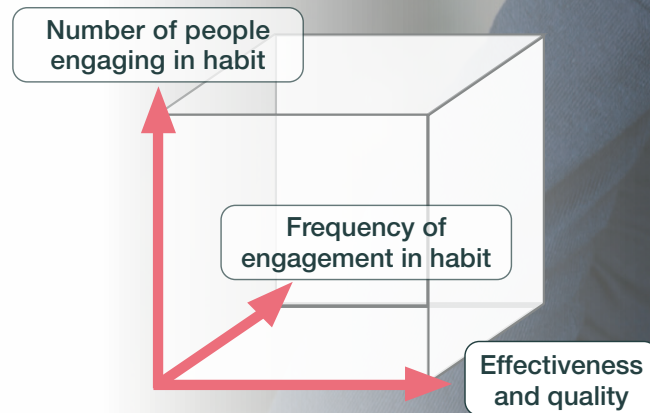 Number of people
engaging in habit
Frequency of
engagement in habit
Effectiveness
and quality